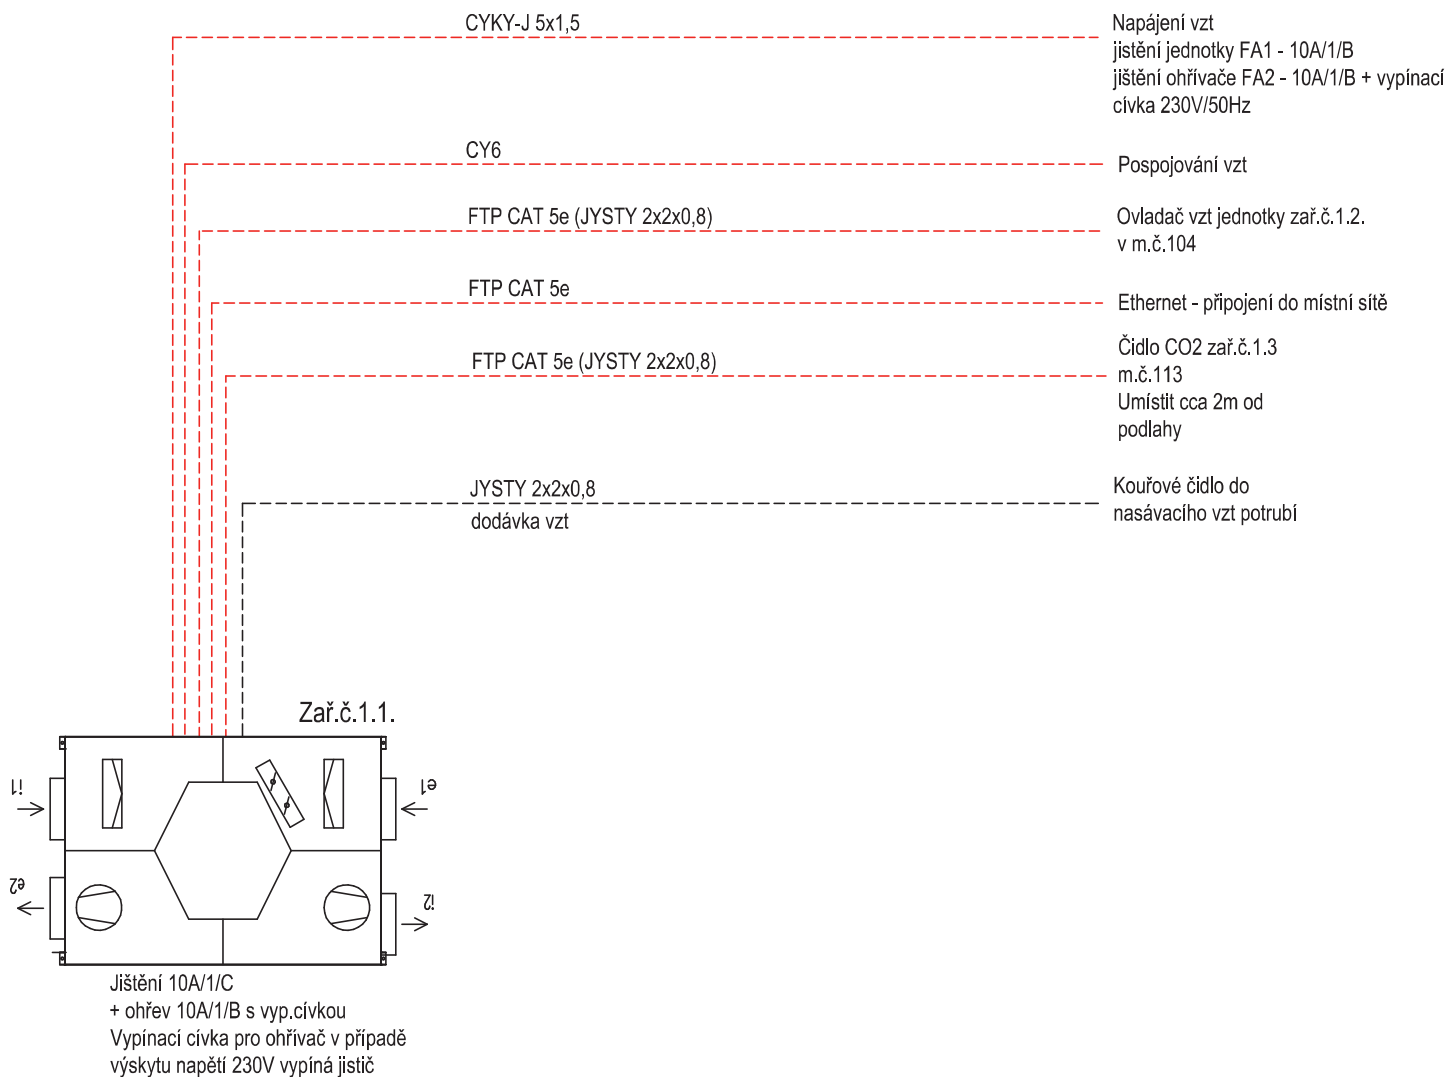 CYKY-J 5x1,5
Napájení vzt
jistění jednotky FA1 - 10A/1/B
jištění ohřívače FA2 - 10A/1/B + vypínací
cívka 230V/50Hz
CY6
Pospojování vzt
FTP CAT 5e (JYSTY 2x2x0,8)
Ovladač vzt jednotky zař.č.1.2.
v m.č.104
FTP CAT 5e
Ethernet - připojení do místní sítě
FTP CAT 5e (JYSTY 2x2x0,8)
Čidlo CO2 zař.č.1.3
m.č.113
Umístit cca 2m od
podlahy
JYSTY 2x2x0,8
dodávka vzt
Kouřové čidlo do
nasávacího vzt potrubí
Zař.č.1.1.
i1
e1
e2
i2
Jištění 10A/1/C
+ ohřev 10A/1/B s vyp.cívkou
Vypínací cívka pro ohřívač v případě
výskytu napětí 230V vypíná jistič